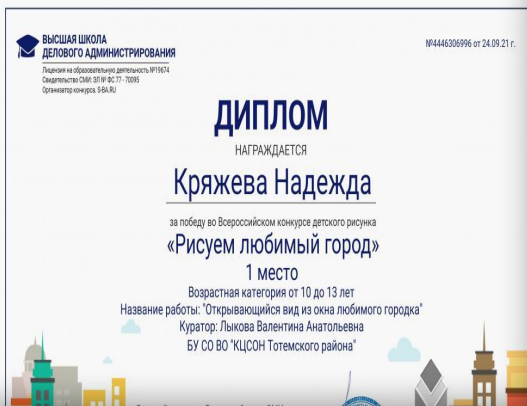 ВЫСШАЯ ШКОЛА
ДЕЛОВОГО АДМИНИСТРИРОВАНИЯ
Лицензия на образовательную деятельность №19674
Свидетельство СМИ: ЭЛ № ФС 77 - 70095
Организатор конкурса: S-BA.RU
№4446306996 от 24.09.21 г.
ДИПЛОМ
НАГРАЖДАЕТСЯ
Кряжева Надежда
за победу во Всероссийском конкурсе детского рисунка
«Рисуем любимый город»
1 место
Возрастная категория от 10 до 13 лет
Название работы: "Открывающийся вид из окна любимого городка"
Куратор: Лыкова Валентина Анатольевна
БУ СО ВО "КЦСОН Тотемского района"